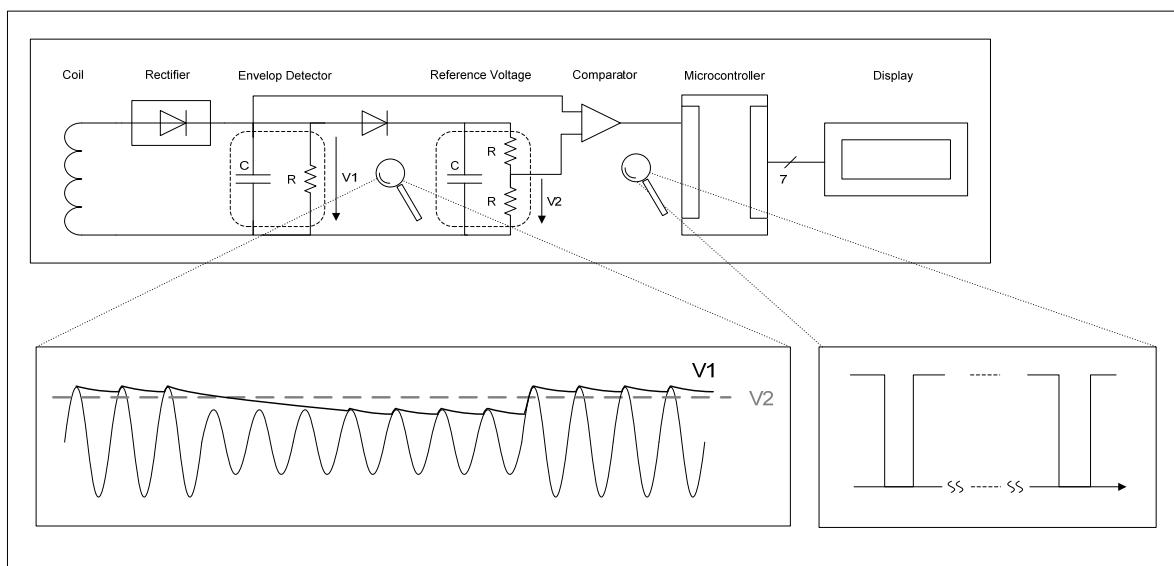 Coil Rectifier Envelop Detector Reference Voltage Comparator Microcontroller Display
C R V1 C R R V2 7
V1
V2